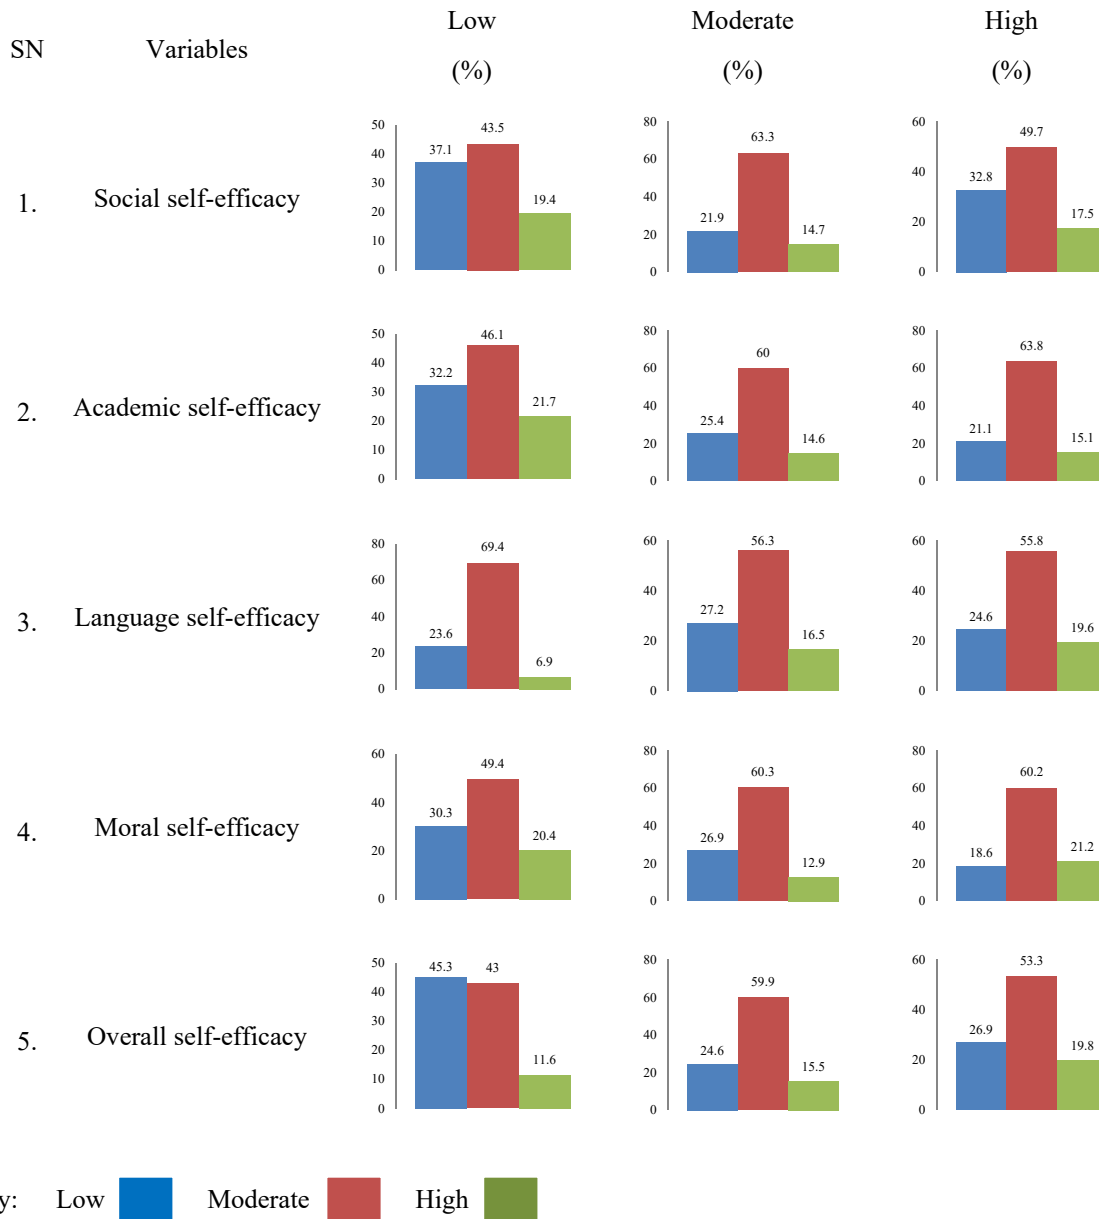 SN Variables Low (%) Moderate (%) High (%)
1. Social self-efficacy
50 40 30 20 10 0
37.1 43.5 19.4
80 60 40 20 0
21.9 63.3 14.7
60 40 20 0
32.8 49.7 17.5
2. Academic self-efficacy
50 40 30 20 10 0
32.2 46.1 21.7
80 60 40 20 0
25.4 60 14.6
80 60 40 20 0
21.1 63.8 15.1
3. Language self-efficacy
80 60 40 20 0
23.6 69.4 6.9
60 40 20 0
27.2 56.3 16.5
60 40 20 0
24.6 55.8 19.6
4. Moral self-efficacy
60 40 20 0
30.3 49.4 20.4
80 60 40 20 0
26.9 60.3 12.9
80 60 40 20 0
18.6 60.2 21.2
5. Overall self-efficacy
50 40 30 20 10 0
45.3 43 11.6
80 60 40 20 0
24.6 59.9 15.5
60 40 20 0
26.9 53.3 19.8
y: Low Moderate High